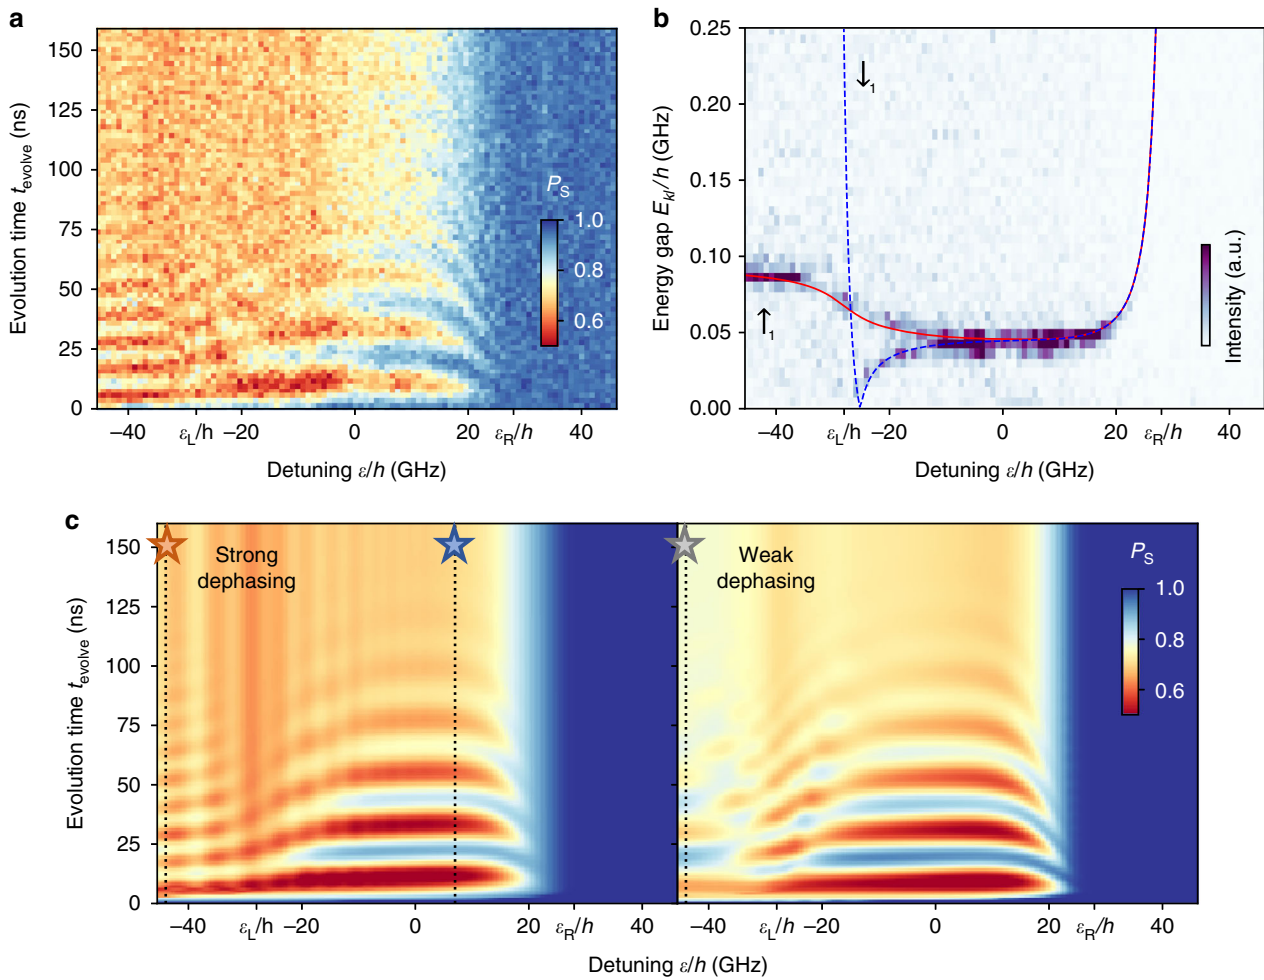 a
Evolution time t_evolve (ns)
150
125
100
75
50
25
0
−40
ε_L/h
−20
0
20
ε_R/h
40
Detuning ε/h (GHz)
P_S
1.0
0.8
0.6
b
Energy gap E_kl/h (GHz)
0.25
0.20
0.15
0.10
0.05
0.00
−40
ε_L/h
−20
0
20
ε_R/h
40
Detuning ε/h (GHz)
↓₁
↑₁
Intensity (a.u.)
c
Evolution time t_evolve (ns)
150
125
100
75
50
25
0
Strong
dephasing
−40
ε_L/h
−20
0
20
ε_R/h
Weak
dephasing
−40
ε_L/h
−20
0
20
ε_R/h
40
P_S
1.0
0.8
0.6
Detuning ε/h (GHz)